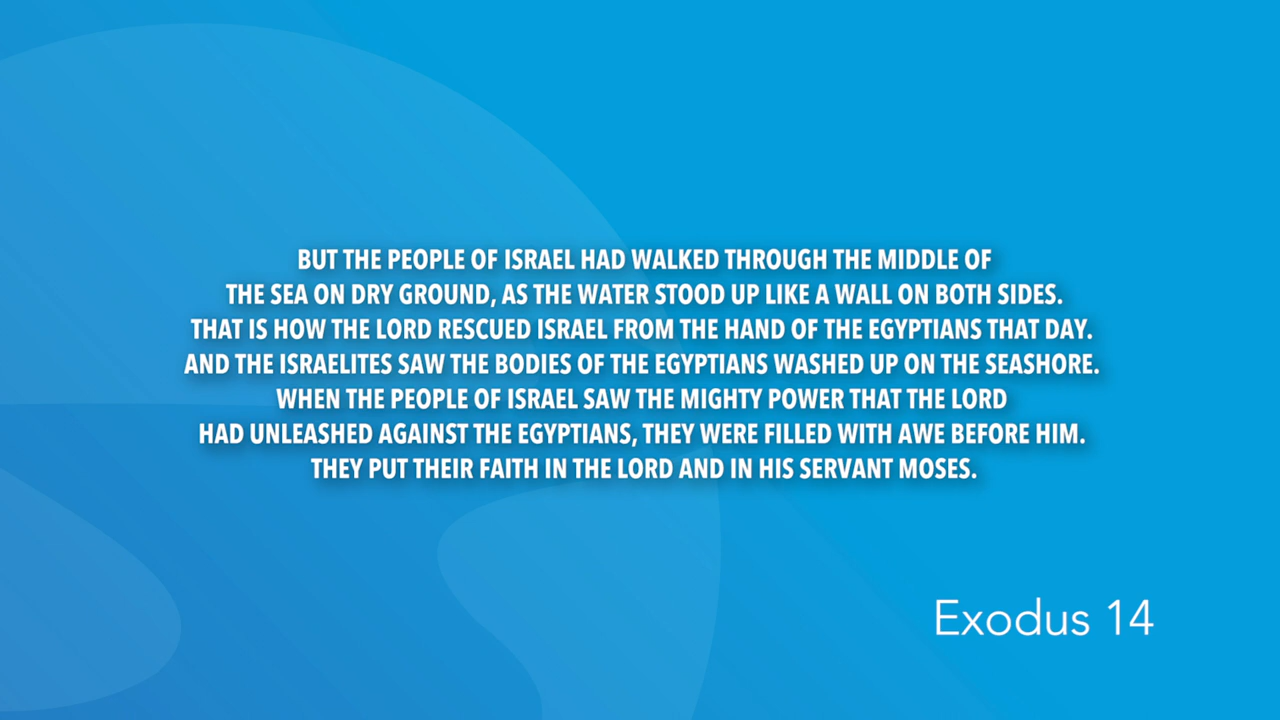 BUT THE PEOPLE OF ISRAEL HAD WALKED THROUGH THE MIDDLE OF
THE SEA ON DRY GROUND, AS THE WATER STOOD UP LIKE A WALL ON BOTH SIDES.
THAT IS HOW THE LORD RESCUED ISRAEL FROM THE HAND OF THE EGYPTIANS THAT DAY.
AND THE ISRAELITES SAW THE BODIES OF THE EGYPTIANS WASHED UP ON THE SEASHORE.
WHEN THE PEOPLE OF ISRAEL SAW THE MIGHTY POWER THAT THE LORD
HAD UNLEASHED AGAINST THE EGYPTIANS, THEY WERE FILLED WITH AWE BEFORE HIM.
THEY PUT THEIR FAITH IN THE LORD AND IN HIS SERVANT MOSES.
Exodus 14